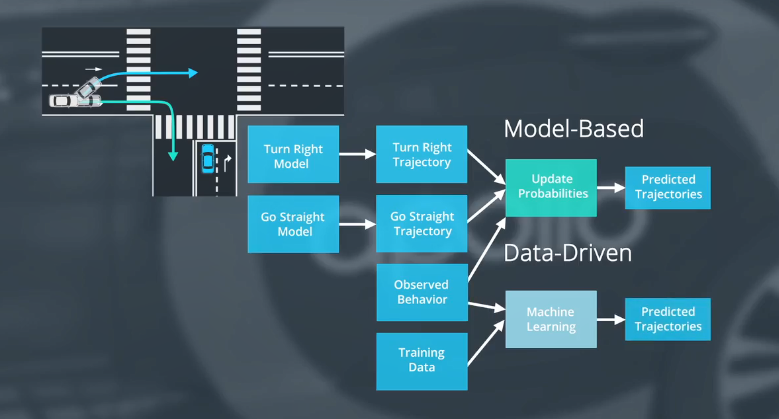 Model-Based
Turn Right
Model
Turn Right
Trajectory
Update
Probabilities
Predicted
Trajectories
Go Straight
Model
Go Straight
Trajectory
Data-Driven
Observed
Behavior
Machine
Learning
Predicted
Trajectories
Training
Data
apollo